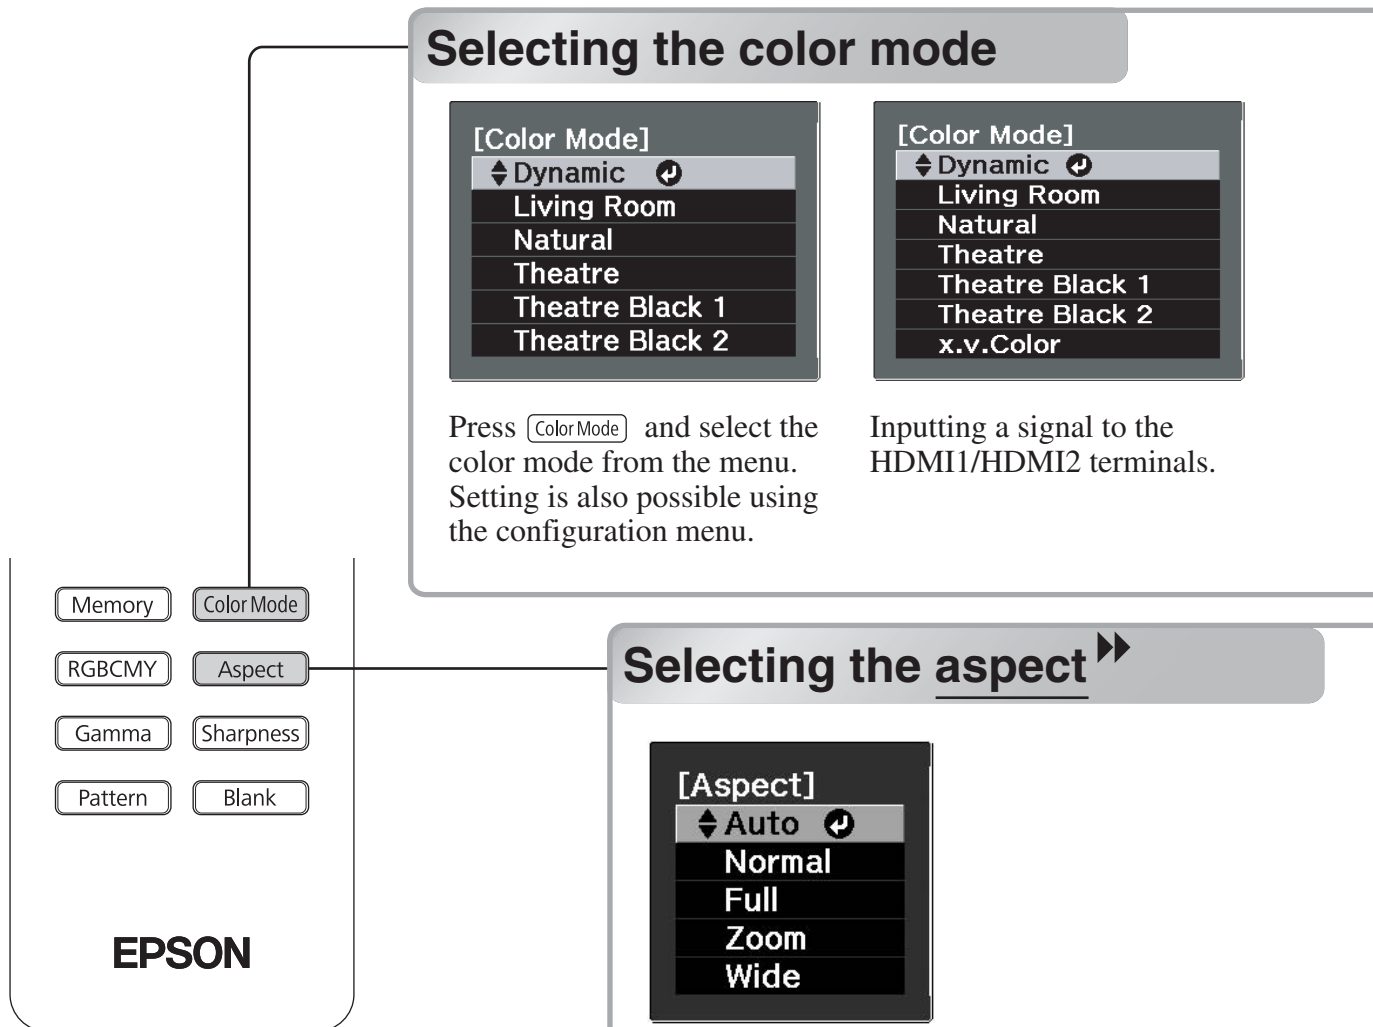 Selecting the color mode
[Color Mode]
Dynamic
Living Room
Natural
Theatre
Theatre Black 1
Theatre Black 2
[Color Mode]
Dynamic
Living Room
Natural
Theatre
Theatre Black 1
Theatre Black 2
x.v.Color
Press Color Mode and select the
color mode from the menu.
Setting is also possible using
the configuration menu.
Inputting a signal to the
HDMI1/HDMI2 terminals.
Memory Color Mode
RGBCMY Aspect
Gamma Sharpness
Pattern Blank
EPSON
Selecting the aspect
[Aspect]
Auto
Normal
Full
Zoom
Wide